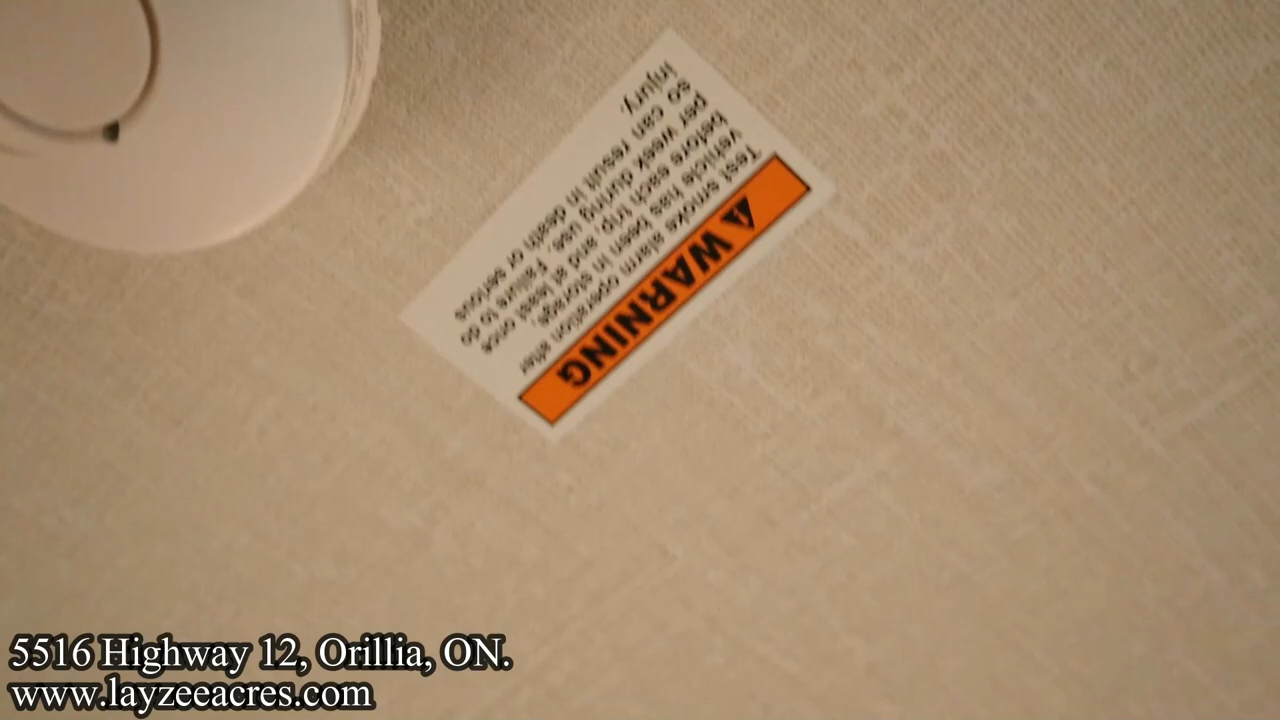 WARNING
Test smoke alarm operation after
vehicle has been in storage,
before each trip and at least once
per week during use. Failure to do
so can result in death or serious
injury.
5516 Highway 12, Orillia, ON.
www.layzeeacres.com